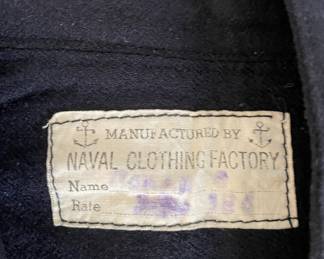 MANUFACTURED BY
NAVAL CLOTHING FACTORY
Name
Rate